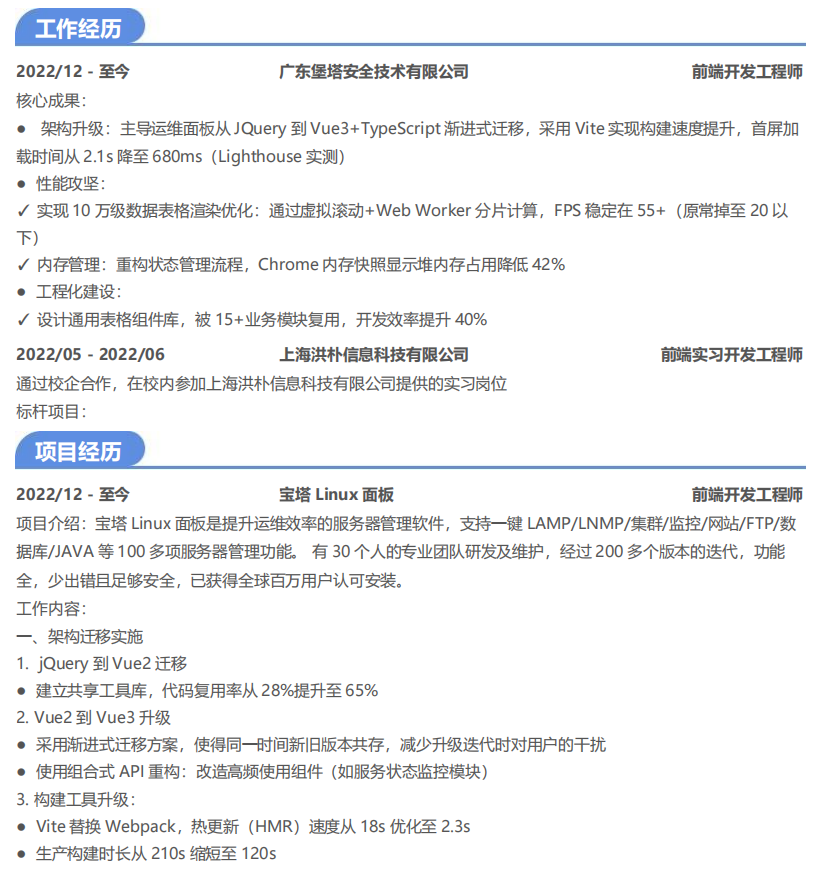 工作经历
2022/12 - 至今 广东堡塔安全技术有限公司 前端开发工程师
核心成果：
● 架构升级：主导运维面板从 JQuery 到 Vue3+TypeScript 渐进式迁移，采用 Vite 实现构建速度提升，首屏加
载时间从 2.1s 降至 680ms（Lighthouse 实测）
● 性能攻坚：
✓ 实现 10 万级数据表格渲染优化：通过虚拟滚动+Web Worker 分片计算，FPS 稳定在 55+（原常掉至 20 以
下）
✓ 内存管理：重构状态管理流程，Chrome 内存快照显示堆内存占用降低 42%
● 工程化建设：
✓ 设计通用表格组件库，被 15+业务模块复用，开发效率提升 40%
2022/05 - 2022/06 上海洪朴信息科技有限公司 前端实习开发工程师
通过校企合作，在校内参加上海洪朴信息科技有限公司提供的实习岗位
标杆项目：
项目经历
2022/12 - 至今 宝塔 Linux 面板 前端开发工程师
项目介绍：宝塔 Linux 面板是提升运维效率的服务器管理软件，支持一键 LAMP/LNMP/集群/监控/网站/FTP/数
据库/JAVA 等 100 多项服务器管理功能。 有 30 个人的专业团队研发及维护，经过 200 多个版本的迭代，功能
全，少出错且足够安全，已获得全球百万用户认可安装。
工作内容：
一、架构迁移实施
1. jQuery 到 Vue2 迁移
● 建立共享工具库，代码复用率从 28%提升至 65%
2. Vue2 到 Vue3 升级
● 采用渐进式迁移方案，使得同一时间新旧版本共存，减少升级迭代时对用户的干扰
● 使用组合式 API 重构：改造高频使用组件（如服务状态监控模块）
3. 构建工具升级：
● Vite 替换 Webpack，热更新（HMR）速度从 18s 优化至 2.3s
● 生产构建时长从 210s 缩短至 120s